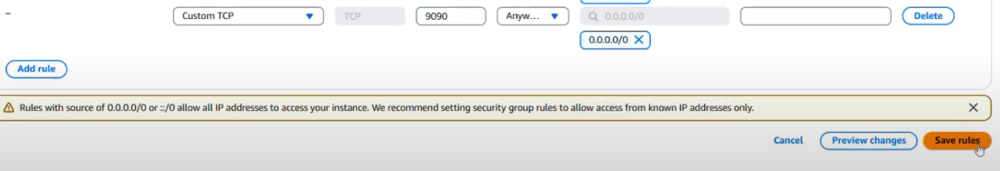 – Custom TCP TCP 9090 Anyw... 0.0.0.0/0 Delete
0.0.0.0/0
Add rule
Rules with source of 0.0.0.0/0 or ::/0 allow all IP addresses to access your instance. We recommend setting security group rules to allow access from known IP addresses only.
Cancel Preview changes Save rules